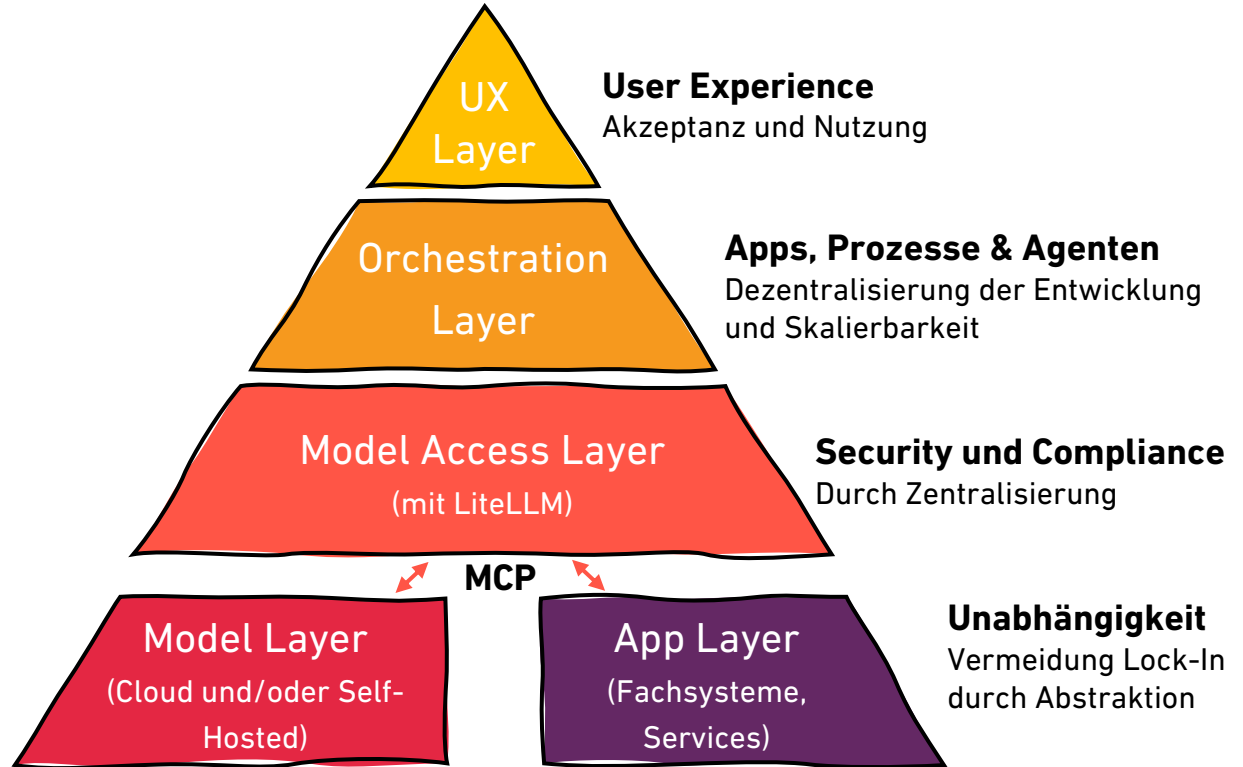 UX
Layer
User Experience
Akzeptanz und Nutzung
Orchestration
Layer
Apps, Prozesse & Agenten
Dezentralisierung der Entwicklung
und Skalierbarkeit
Model Access Layer
(mit LiteLLM)
Security und Compliance
Durch Zentralisierung
MCP
Model Layer
(Cloud und/oder Self-
Hosted)
App Layer
(Fachsysteme,
Services)
Unabhängigkeit
Vermeidung Lock-In
durch Abstraktion